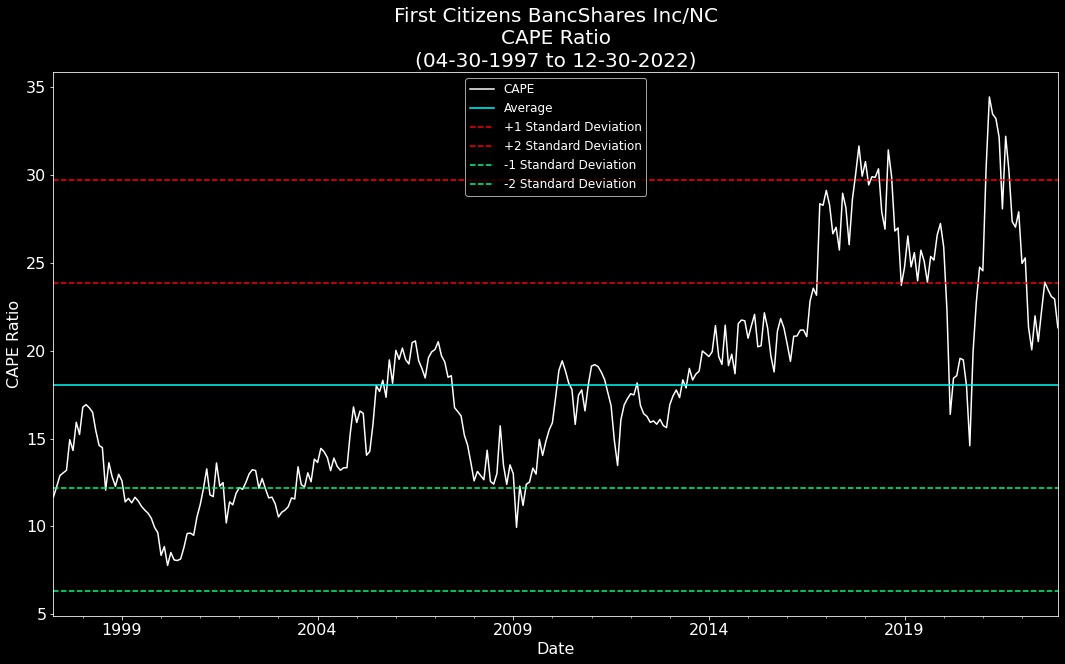 First Citizens BancShares Inc/NC
CAPE Ratio
(04-30-1997 to 12-30-2022)
CAPE
Average
+1 Standard Deviation
+2 Standard Deviation
-1 Standard Deviation
-2 Standard Deviation
CAPE Ratio
35
30
25
20
15
10
5
1999
2004
2009
2014
2019
Date